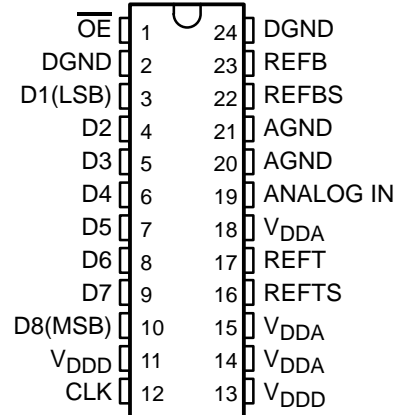 OE 1 24 DGND
DGND 2 23 REFB
D1(LSB) 3 22 REFBS
D2 4 21 AGND
D3 5 20 AGND
D4 6 19 ANALOG IN
D5 7 18 VDDA
D6 8 17 REFT
D7 9 16 REFTS
D8(MSB) 10 15 VDDA
VDDD 11 14 VDDA
CLK 12 13 VDDD